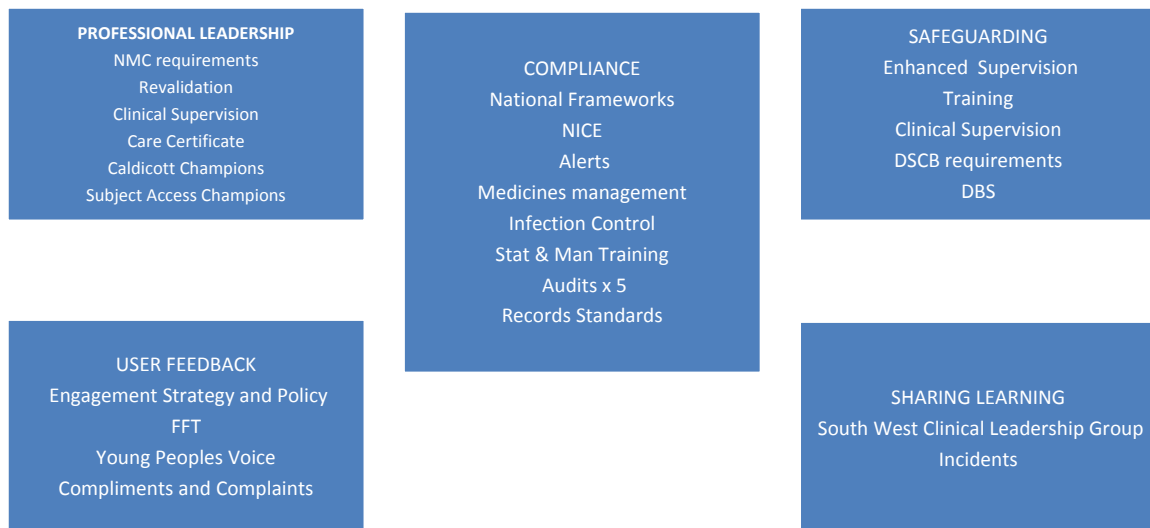 PROFESSIONAL LEADERSHIP
NMC requirements
Revalidation
Clinical Supervision
Care Certificate
Caldicott Champions
Subject Access Champions
COMPLIANCE
National Frameworks
NICE
Alerts
Medicines management
Infection Control
Stat & Man Training
Audits x 5
Records Standards
SAFEGUARDING
Enhanced  Supervision
Training
Clinical Supervision
DSCB requirements
DBS
USER FEEDBACK
Engagement Strategy and Policy
FFT
Young Peoples Voice
Compliments and Complaints
SHARING LEARNING
South West Clinical Leadership Group
Incidents